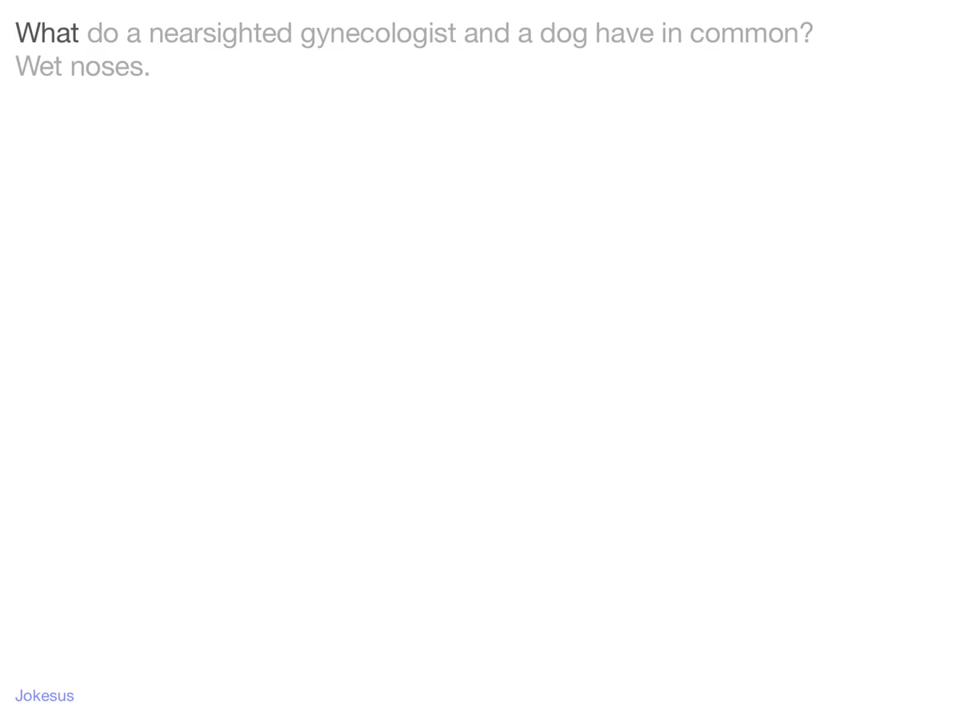 What do a nearsighted gynecologist and a dog have in common?
Wet noses.
Jokesus